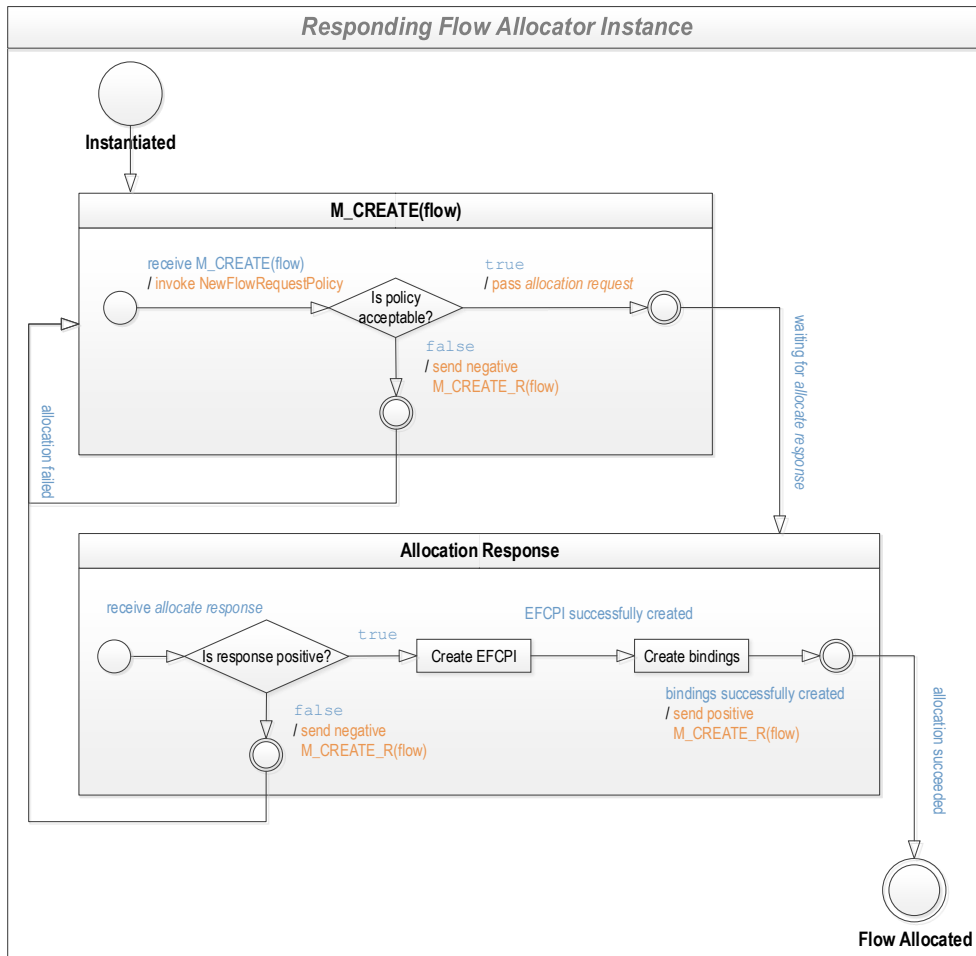 Responding Flow Allocator Instance
Instantiated
M_CREATE(flow)
receive M_CREATE(flow)
/ invoke NewFlowRequestPolicy
Is policy
acceptable?
true
/ pass allocation request
false
/ send negative
M_CREATE_R(flow)
waiting for allocate response
allocation failed
Allocation Response
receive allocate response
Is response positive?
true
Create EFCPI
EFCPI successfully created
Create bindings
false
/ send negative
M_CREATE_R(flow)
bindings successfully created
/ send positive
M_CREATE_R(flow)
allocation succeeded
Flow Allocated